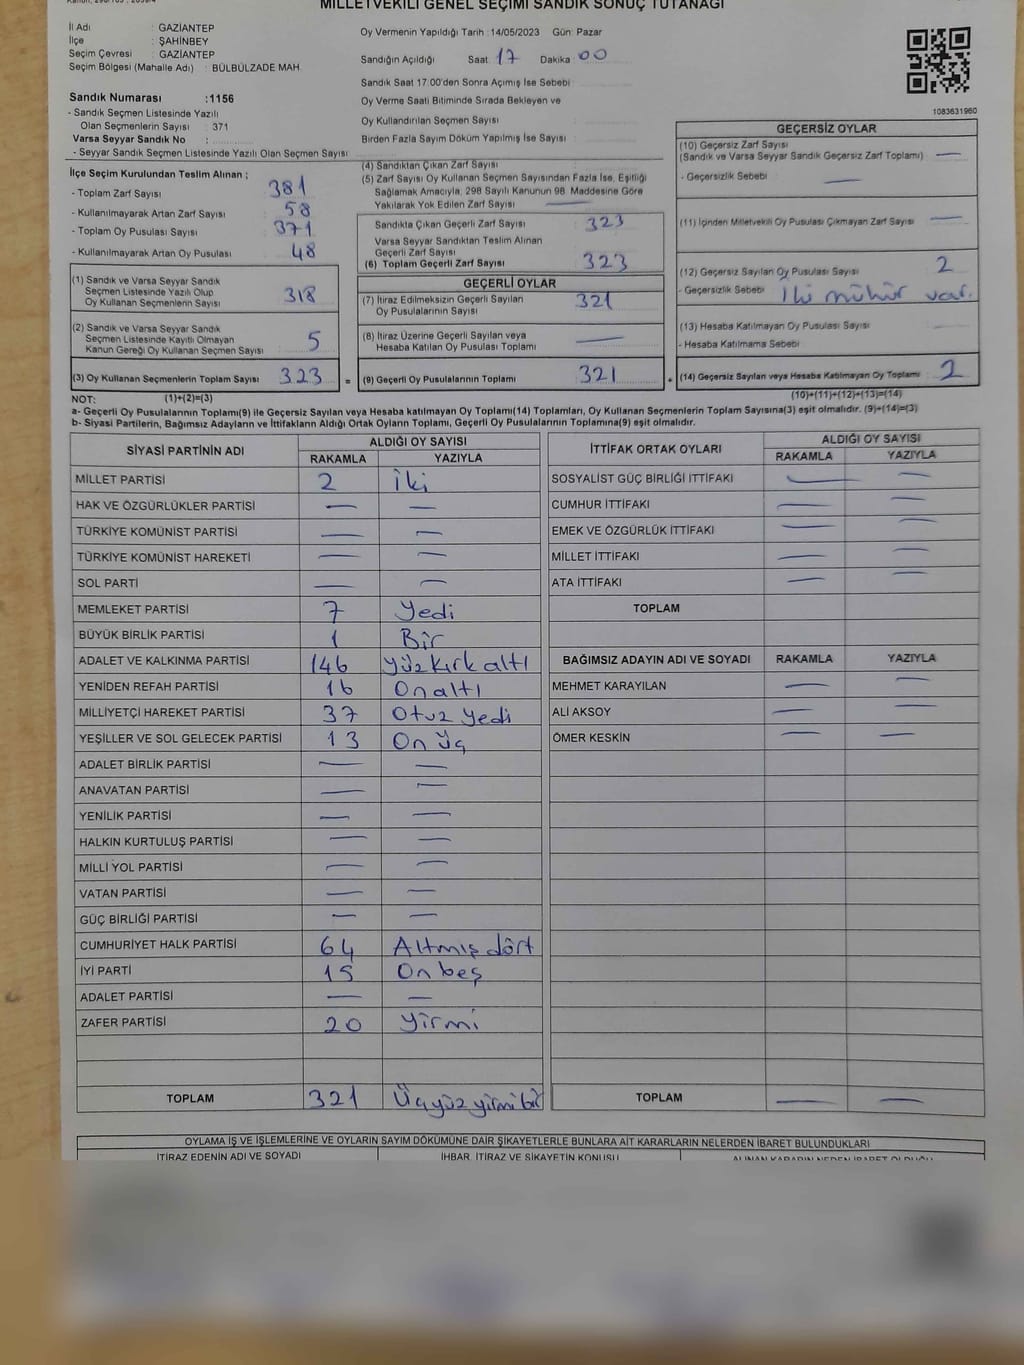 MİLLETVEKİLİ GENEL SEÇİMİ SANDIK SONUÇ TUTANAĞI
İl Adı : GAZİANTEP
İlçe : ŞAHİNBEY
Seçim Çevresi : GAZİANTEP
Seçim Bölgesi (Mahalle Adı) : BÜLBÜLZADE MAH.
Sandık Numarası :1156
- Sandık Seçmen Listesinde Yazılı
Olan Seçmenlerin Sayısı : 371
Varsa Seyyar Sandık No :
- Seyyar Sandık Seçmen Listesinde Yazılı Olan Seçmen Sayısı:
Oy Vermenin Yapıldığı Tarih :14/05/2023 Gün: Pazar
Sandığın Açıldığı Saat 17 Dakika 00
Sandık Saat 17:00'den Sonra Açımış İse Sebebi
Oy Verme Saati Bitiminde Sırada Bekleyen ve
Oy Kullandırılan Seçmen Sayısı
Birden Fazla Sayım Döküm Yapılmış İse Sayısı
1083631960
İlçe Seçim Kurulundan Teslim Alınan ;
- Toplam Zarf Sayısı 381
- Kullanılmayarak Artan Zarf Sayısı 58
- Toplam Oy Pusulası Sayısı 371
- Kullanılmayarak Artan Oy Pusulası 48
(4) Sandıktan Çıkan Zarf Sayısı
(5) Zarf Sayısı Oy Kullanan Seçmen Sayısından Fazla İse, Eşitliği
Sağlamak Amacıyla, 298 Sayılı Kanunun 98. Maddesine Göre
Yakılarak Yok Edilen Zarf Sayısı —
Sandıkta Çıkan Geçerli Zarf Sayısı 323
Varsa Seyyar Sandıktan Teslim Alınan
Geçerli Zarf Sayısı
(6) Toplam Geçerli Zarf Sayısı 323
GEÇERSİZ OYLAR
(10) Geçersiz Zarf Sayısı
(Sandık ve Varsa Seyyar Sandık Geçersiz Zarf Toplamı) —
- Geçersizlik Sebebi —
(11) İçinden Milletvekili Oy Pusulası Çıkmayan Zarf Sayısı —
(12) Geçersiz Sayılan Oy Pusulası Sayısı 2
- Geçersizlik Sebebi İki mühür var.
(13) Hesaba Katılmayan Oy Pusulası Sayısı
- Hesaba Katılmama Sebebi
(14) Geçersiz Sayılan veya Hesaba Katılmayan Oy Toplamı 2
(1) Sandık ve Varsa Seyyar Sandık
Seçmen Listesinde Yazılı Olup
Oy Kullanan Seçmenlerin Sayısı 318
(2) Sandık ve Varsa Seyyar Sandık
Seçmen Listesinde Kayıtlı Olmayan
Kanun Gereği Oy Kullanan Seçmen Sayısı 5
(3) Oy Kullanan Seçmenlerin Toplam Sayısı 323 =
GEÇERLİ OYLAR
(7) İtiraz Edilmeksizin Geçerli Sayılan
Oy Pusulalarının Sayısı 321
(8) İtiraz Üzerine Geçerli Sayılan veya
Hesaba Katılan Oy Pusulası Toplamı —
(9) Geçerli Oy Pusulalarının Toplamı 321 +
NOT: (1)+(2)=(3) (10)+(11)+(12)+(13)=(14)
a- Geçerli Oy Pusulalarının Toplamı(9) ile Geçersiz Sayılan veya Hesaba katılmayan Oy Toplamı(14) Toplamları, Oy Kullanan Seçmenlerin Toplam Sayısına(3) eşit olmalıdır. (9)+(14)=(3)
b- Siyasi Partilerin, Bağımsız Adayların ve İttifakların Aldığı Ortak Oyların Toplamı, Geçerli Oy Pusulalarının Toplamına(9) eşit olmalıdır.
SİYASİ PARTİNİN ADI ALDIĞI OY SAYISI
RAKAMLA YAZIYLA
MİLLET PARTİSİ 2 İki
HAK VE ÖZGÜRLÜKLER PARTİSİ — —
TÜRKİYE KOMÜNİST PARTİSİ — —
TÜRKİYE KOMÜNİST HAREKETİ — —
SOL PARTİ — —
MEMLEKET PARTİSİ 7 Yedi
BÜYÜK BİRLİK PARTİSİ 1 Bir
ADALET VE KALKINMA PARTİSİ 146 Yüz kırk altı
YENİDEN REFAH PARTİSİ 16 On altı
MİLLİYETÇİ HAREKET PARTİSİ 37 Otuz yedi
YEŞİLLER VE SOL GELECEK PARTİSİ 13 On üç
ADALET BİRLİK PARTİSİ — —
ANAVATAN PARTİSİ — —
YENİLİK PARTİSİ — —
HALKIN KURTULUŞ PARTİSİ — —
MİLLİ YOL PARTİSİ — —
VATAN PARTİSİ — —
GÜÇ BİRLİĞİ PARTİSİ — —
CUMHURİYET HALK PARTİSİ 64 Altmış dört
İYİ PARTİ 15 On beş
ADALET PARTİSİ — —
ZAFER PARTİSİ 20 Yirmi
TOPLAM 321 Üç yüz yirmi bir
İTTİFAK ORTAK OYLARI ALDIĞI OY SAYISI
RAKAMLA YAZIYLA
SOSYALİST GÜÇ BİRLİĞİ İTTİFAKI — —
CUMHUR İTTİFAKI — —
EMEK VE ÖZGÜRLÜK İTTİFAKI — —
MİLLET İTTİFAKI — —
ATA İTTİFAKI — —
TOPLAM
BAĞIMSIZ ADAYIN ADI VE SOYADI RAKAMLA YAZIYLA
MEHMET KARAYILAN — —
ALİ AKSOY — —
ÖMER KESKİN — —
TOPLAM — —
OYLAMA İŞ VE İŞLEMLERİNE VE OYLARIN SAYIM DÖKÜMÜNE DAİR ŞİKAYETLERLE BUNLARA AİT KARARLARIN NELERDEN İBARET BULUNDUKLARI
İTİRAZ EDENİN ADI VE SOYADI İHBAR, İTİRAZ VE ŞİKAYETİN KONUSU ALINAN KARARIN NEDEN İBARET OLDUĞU